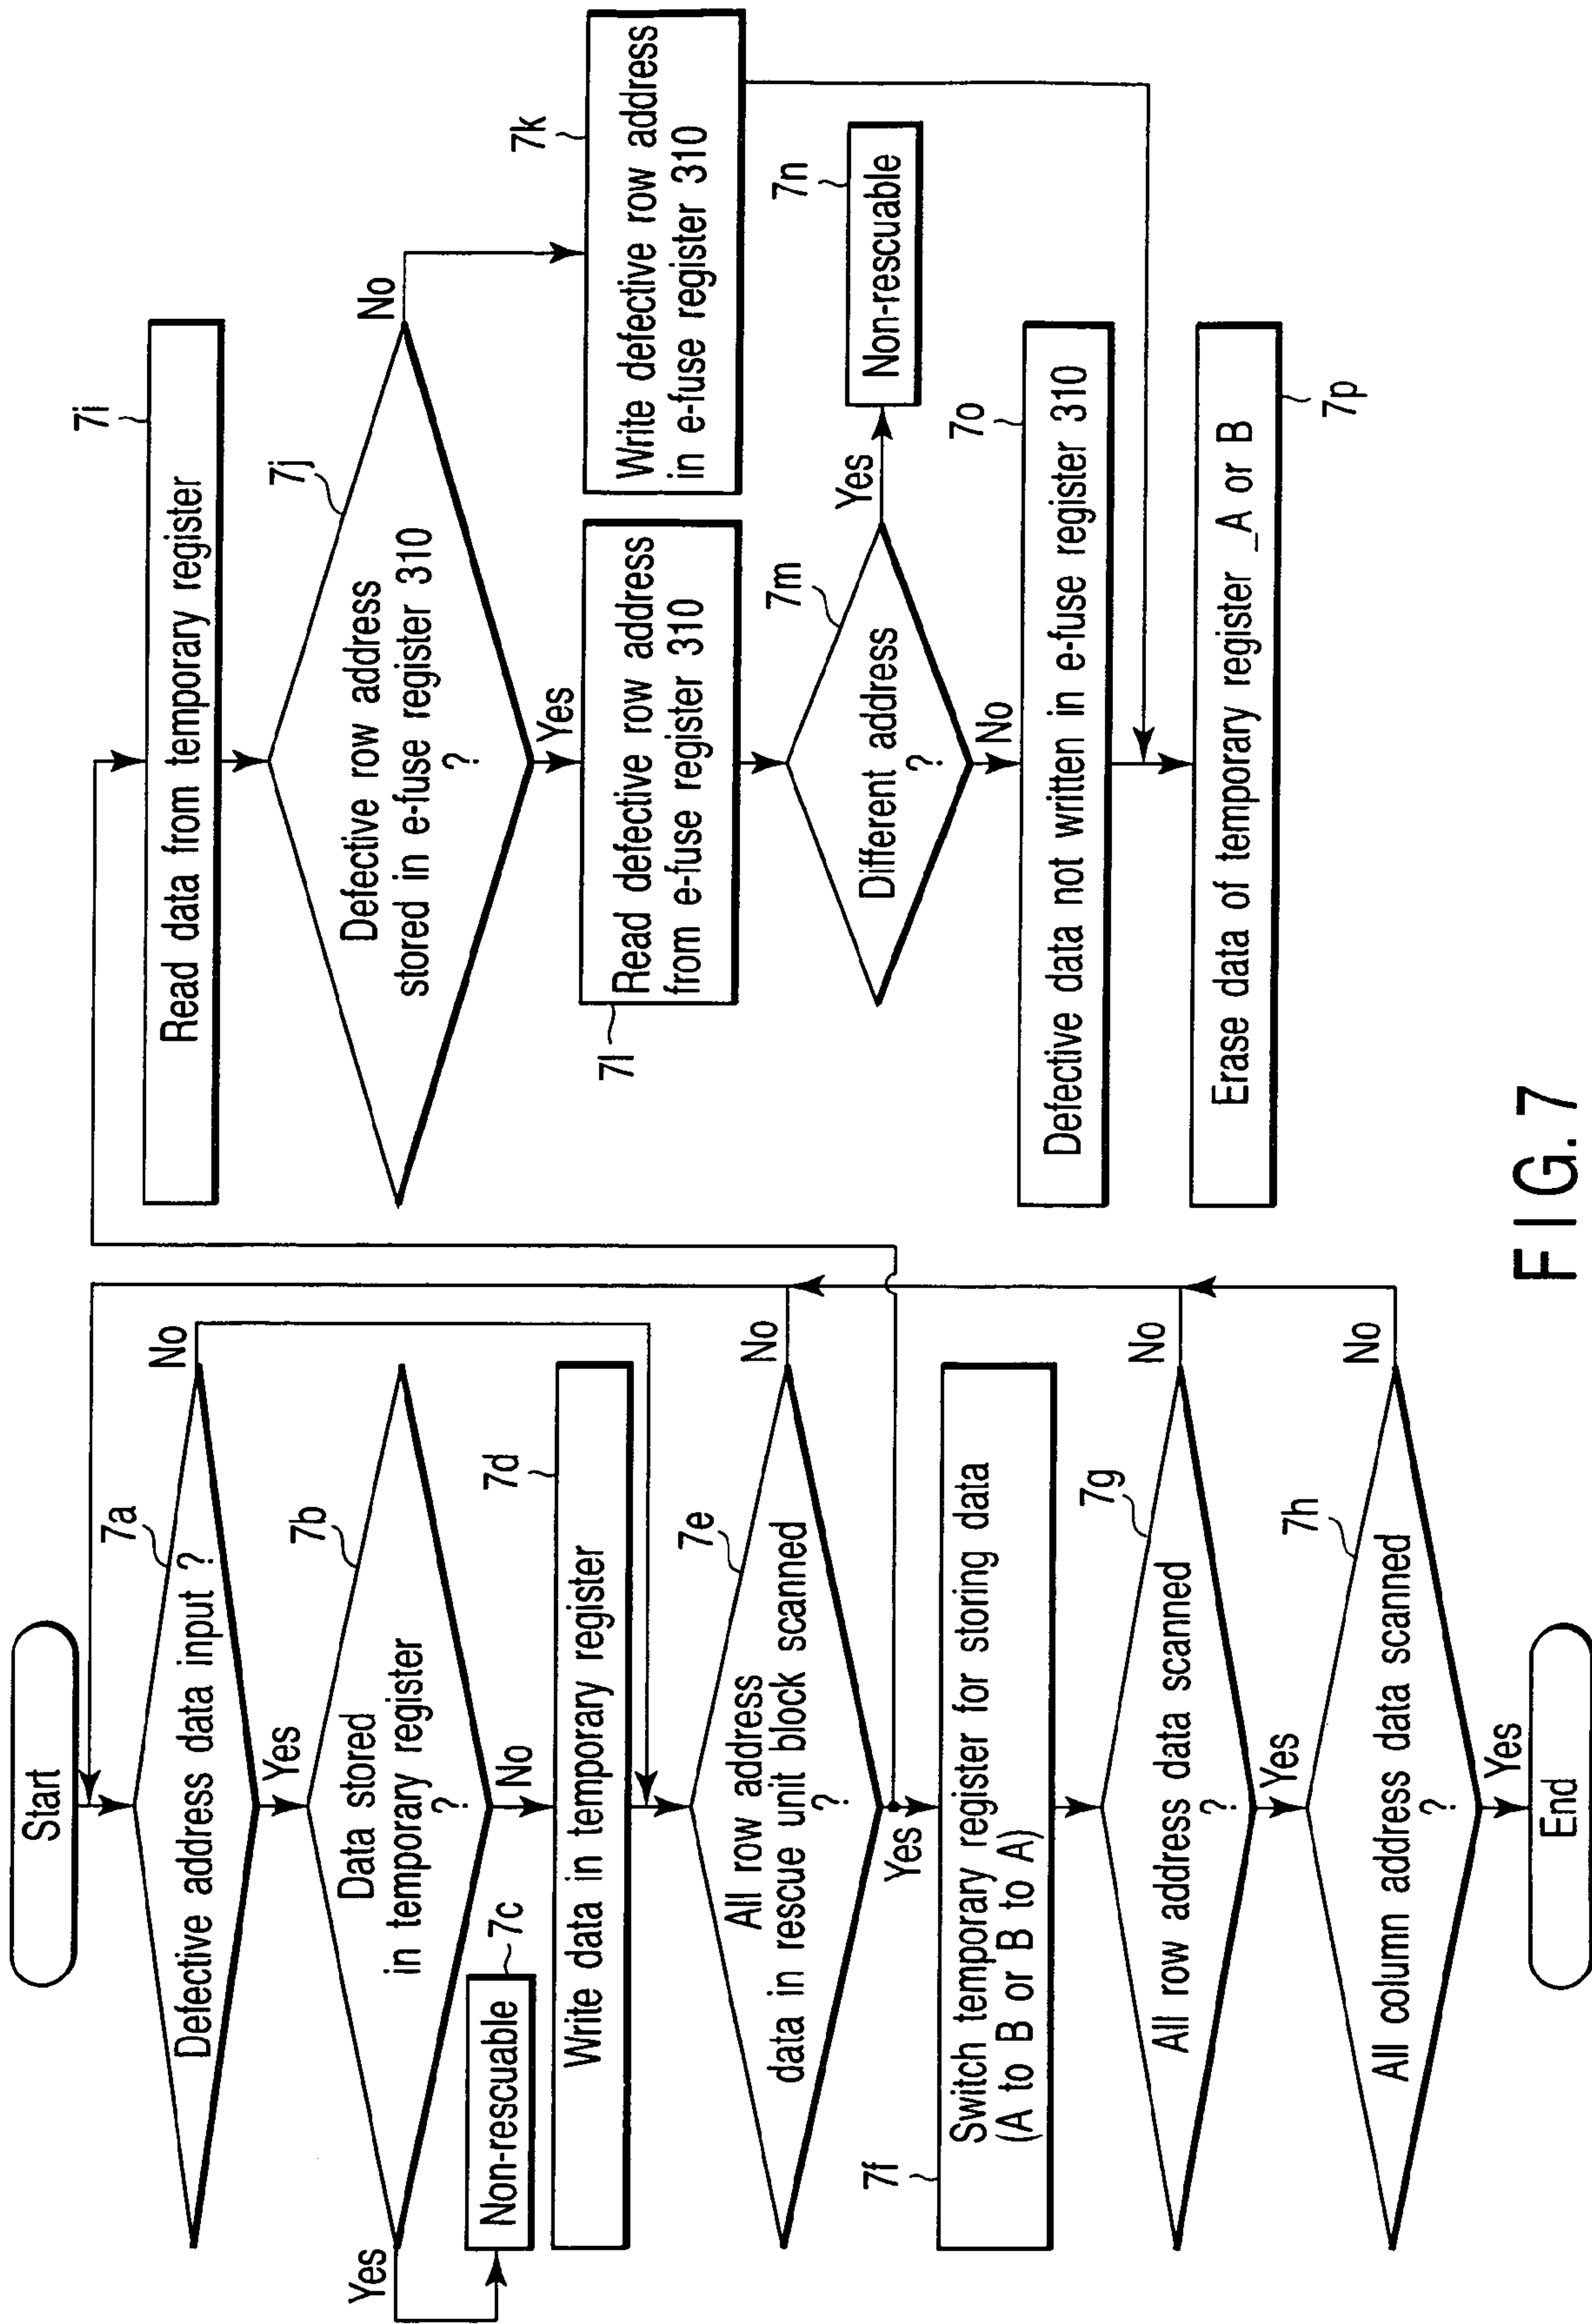 Start
7a
Defective address data input ?
No
Yes
7b
Data stored
in temporary register
?
Yes
No
7c
Non-rescuable
7d
Write data in temporary register
7e
All row address
data in rescue unit block scanned
?
No
Yes
7f
Switch temporary register for storing data
(A to B or B to A)
7g
All row address data scanned
?
No
Yes
7h
All column address data scanned
?
No
Yes
End
7i
Read data from temporary register
7j
Defective row address
stored in e-fuse register 310
?
No
Yes
7k
Write defective row address
in e-fuse register 310
7l
Read defective row address
from e-fuse register 310
7m
Different address
?
Yes
No
7n
Non-rescuable
7o
Defective data not written in e-fuse register 310
7p
Erase data of temporary register _A or B
FIG. 7